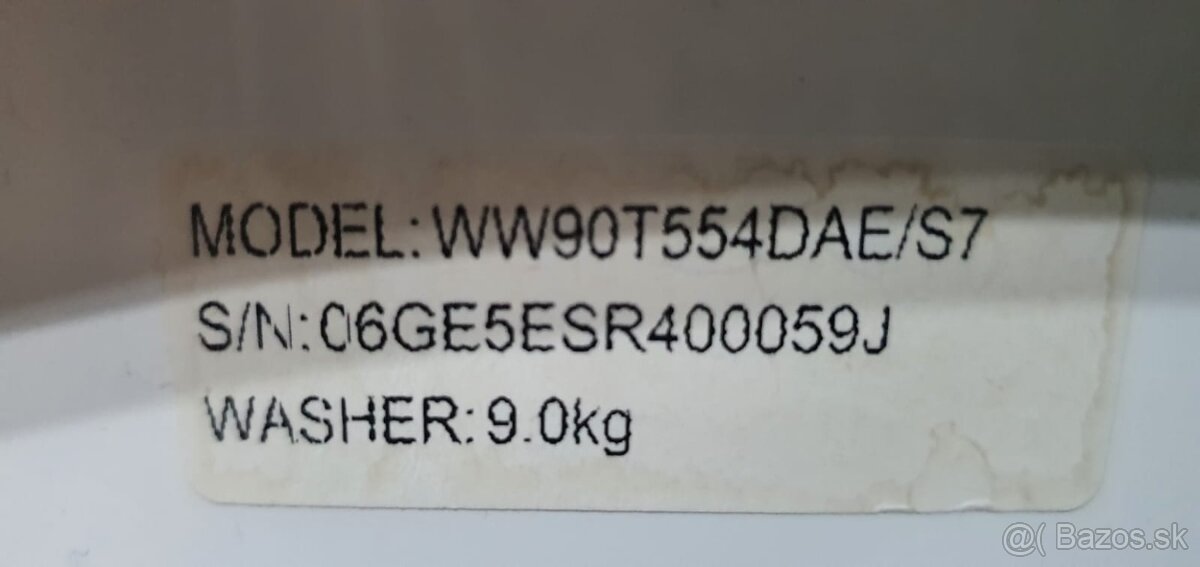 MODEL:WW90T554DAE/S7
S/N:06GE5ESR400059J
WASHER:9.0kg
@( Bazos.sk